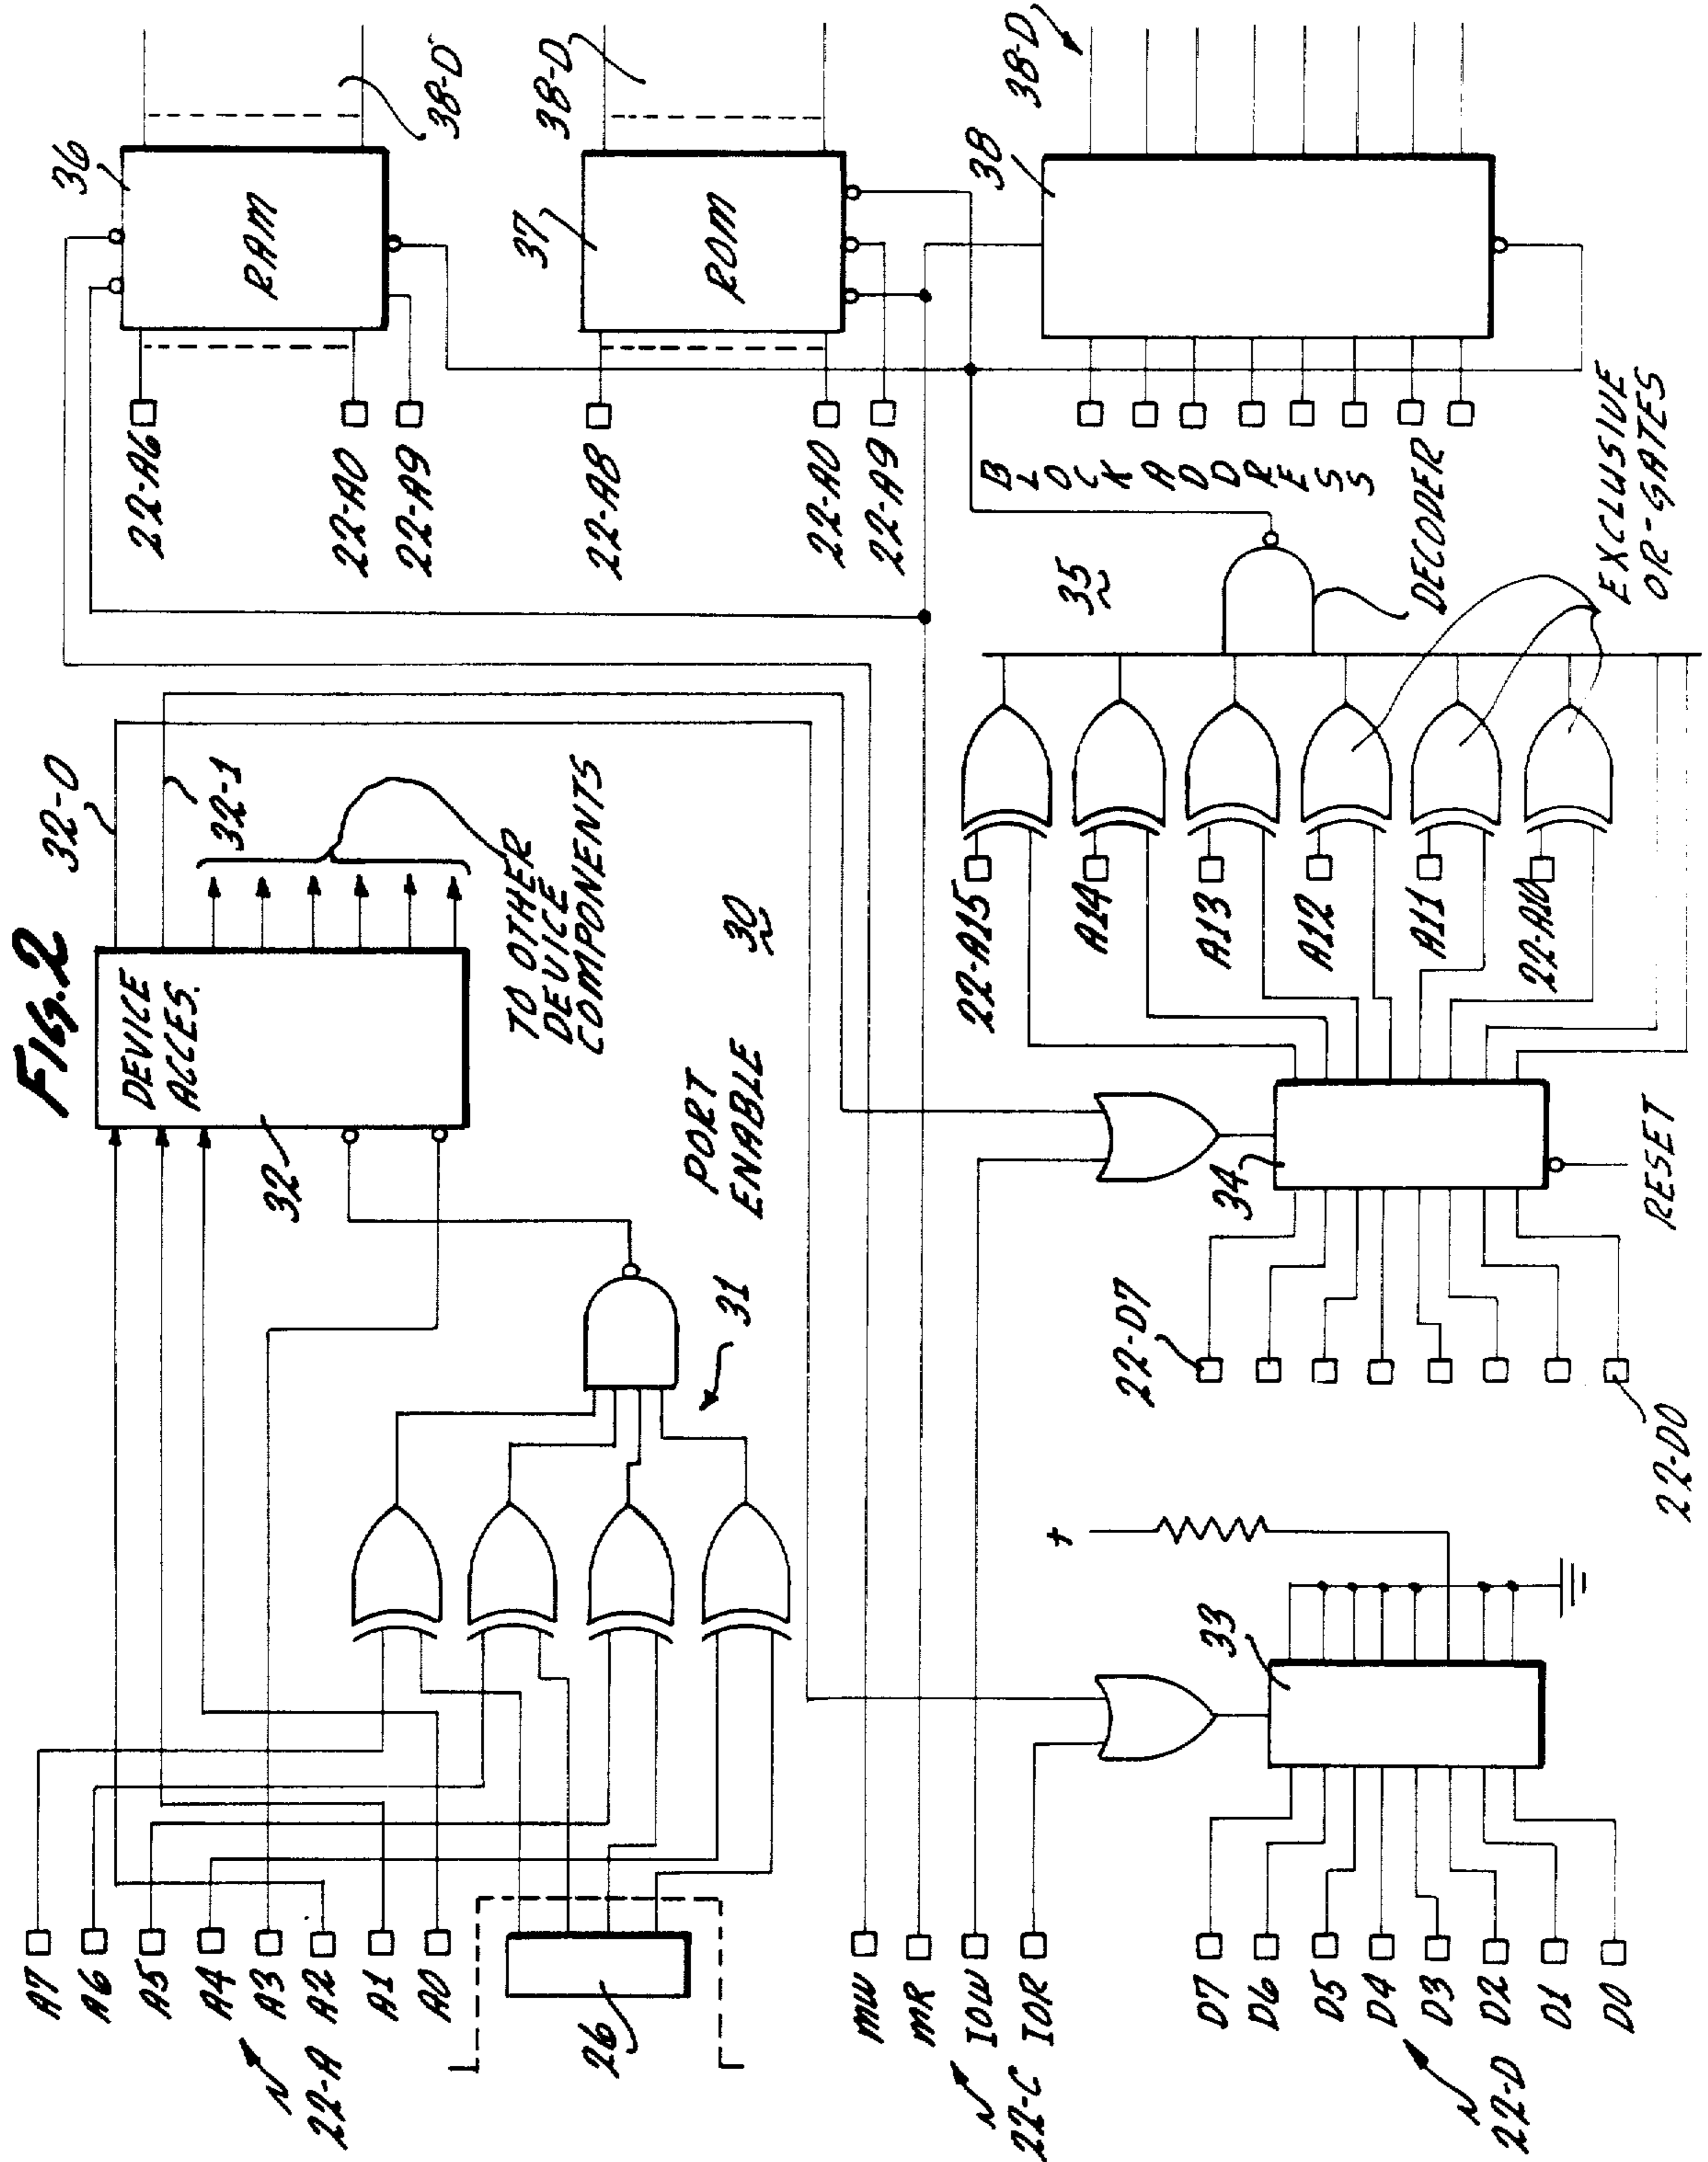 Fig. 2
32-0
32-1
DEVICE
ACCES.
32
TO OTHER
DEVICE
COMPONENTS
30
PORT
ENABLE
31
A7
A6
A5
A4
A3
A2
A1
A0
22-A
26
36
RAM
38-D
22-A6
22-A0
22-A9
37
ROM
38-D
22-A8
22-A0
22-A9
38
38-D
BLOCK ADDRESS
DECODER
35
EXCLUSIVE
OR-GATES
22-A15
A14
A13
A12
A11
22-A10
MW
MR
IOW
IOR
22-C
34
RESET
22-D7
22-D0
33
+
D7
D6
D5
D4
D3
D2
D1
D0
22-D